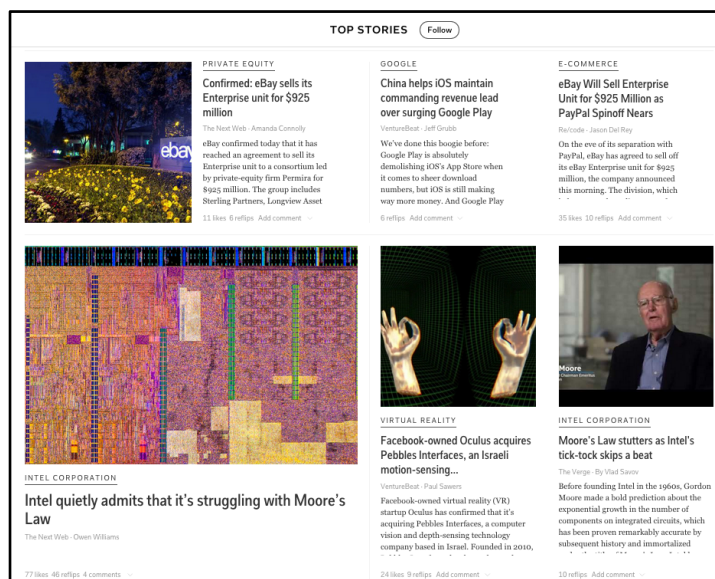 TOP STORIES Follow
PRIVATE EQUITY
Confirmed: eBay sells its
Enterprise unit for $925
million
The Next Web · Amanda Connolly
eBay confirmed today that it has
reached an agreement to sell its
Enterprise unit to a consortium led
by private-equity firm Permira for
$925 million. The group includes
Sterling Partners, Longview Asset
11 likes 6 reflips Add comment
ebay
GOOGLE
China helps iOS maintain
commanding revenue lead
over surging Google Play
VentureBeat · Jeff Grubb
We've done this boogie before:
Google Play is absolutely
demolishing iOS's App Store when
it comes to sheer download
numbers, but iOS is still making
way more money. And Google Play
6 reflips Add comment
E-COMMERCE
eBay Will Sell Enterprise
Unit for $925 Million as
PayPal Spinoff Nears
Re/code · Jason Del Rey
On the eve of its separation with
PayPal, eBay has agreed to sell off
its eBay Enterprise unit for $925
million, the company announced
this morning. The division, which
35 likes 10 reflips Add comment
INTEL CORPORATION
Intel quietly admits that it's struggling with Moore's
Law
The Next Web · Owen Williams
77 likes 46 reflips 4 comments
VIRTUAL REALITY
Facebook-owned Oculus acquires
Pebbles Interfaces, an Israeli
motion-sensing...
VentureBeat · Paul Sawers
Facebook-owned virtual reality (VR)
startup Oculus has confirmed that it's
acquiring Pebbles Interfaces, a computer
vision and depth-sensing technology
company based in Israel. Founded in 2010,
24 likes 9 reflips Add comment
Moore
Chairman Emeritus
INTEL CORPORATION
Moore's Law stutters as Intel's
tick-tock skips a beat
The Verge · By Vlad Savov
Before founding Intel in the 1960s, Gordon
Moore made a bold prediction about the
exponential growth in the number of
components on integrated circuits, which
has been proven remarkably accurate by
subsequent history and immortalized
10 reflips Add comment